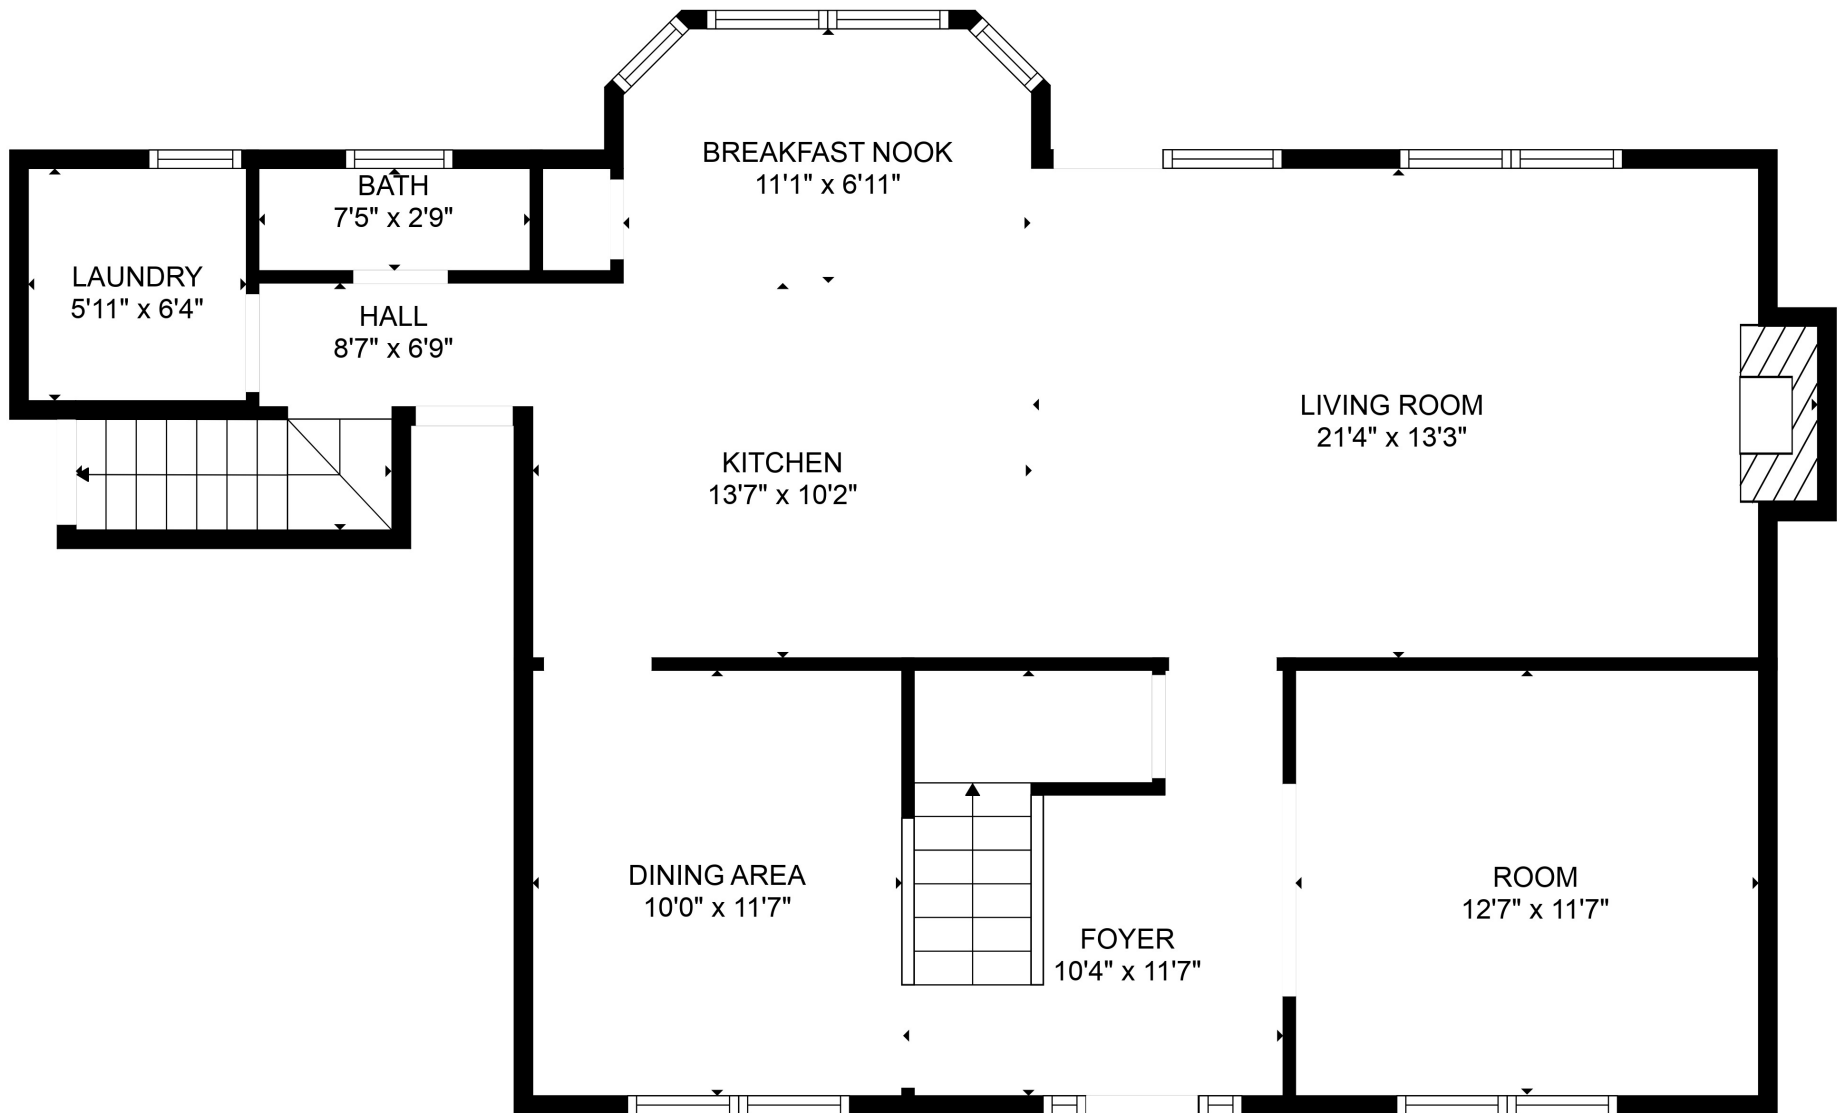 BREAKFAST NOOK
11'1" x 6'11"
BATH
7'5" x 2'9"
LAUNDRY
5'11" x 6'4"
HALL
8'7" x 6'9"
LIVING ROOM
21'4" x 13'3"
KITCHEN
13'7" x 10'2"
DINING AREA
10'0" x 11'7"
ROOM
12'7" x 11'7"
FOYER
10'4" x 11'7"